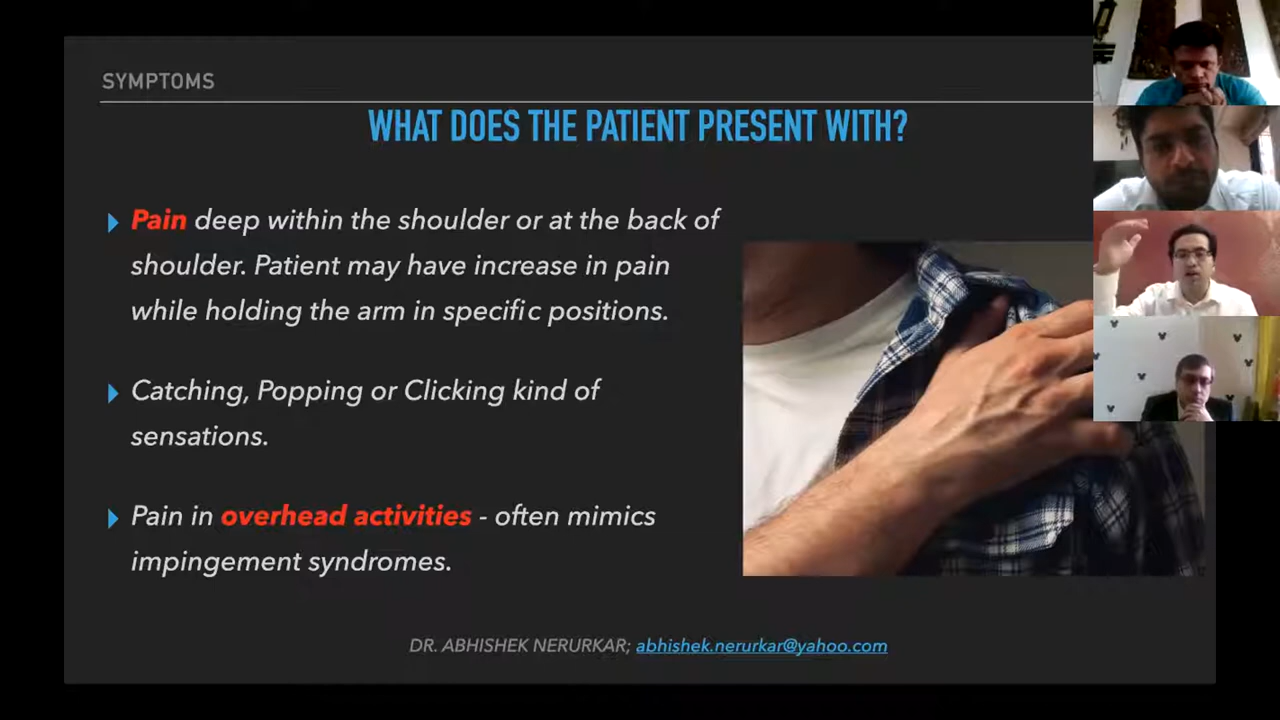 SYMPTOMS
WHAT DOES THE PATIENT PRESENT WITH?
Pain deep within the shoulder or at the back of
shoulder. Patient may have increase in pain
while holding the arm in specific positions.
Catching, Popping or Clicking kind of
sensations.
Pain in overhead activities - often mimics
impingement syndromes.
DR. ABHISHEK NERURKAR; abhishek.nerurkar@yahoo.com